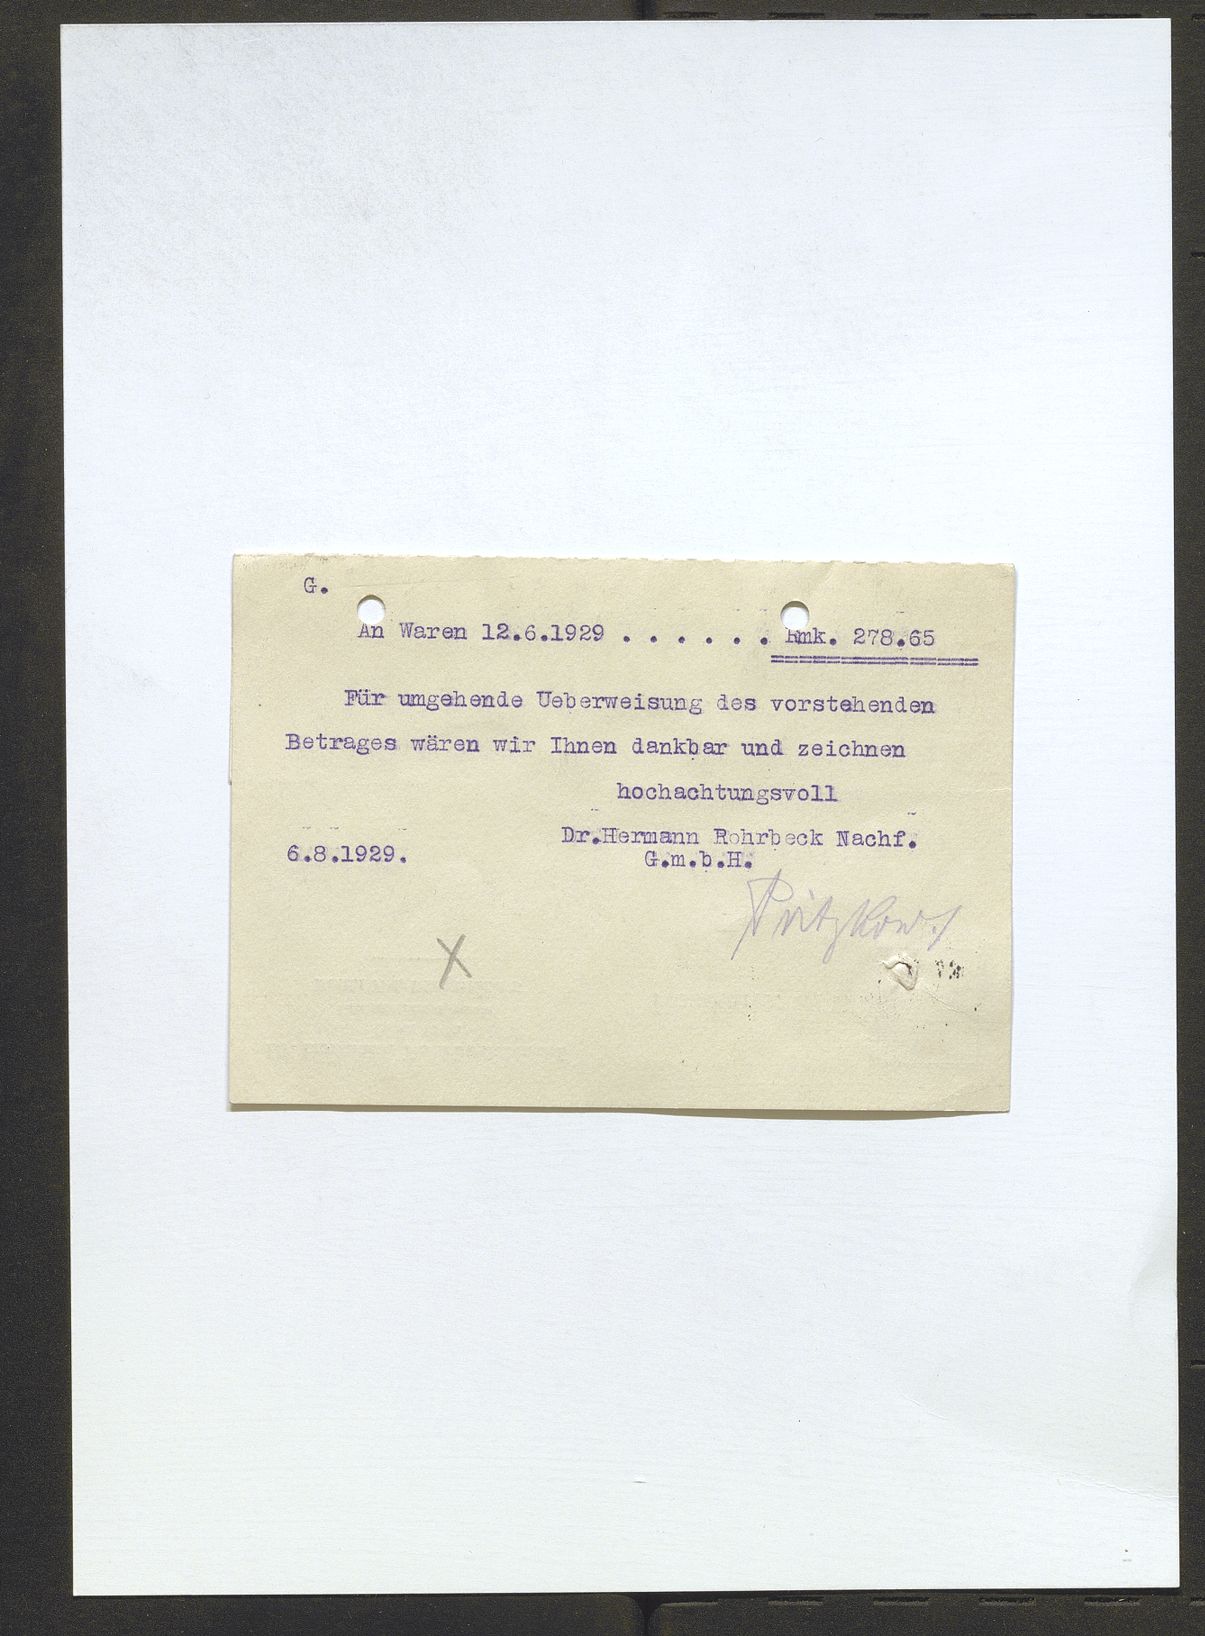 G.
An Waren 12.6.1929 . . . . . . Rmk. 278.65
Für umgehende Ueberweisung des vorstehenden
Betrages wären wir Ihnen dankbar und zeichnen
hochachtungsvoll
Dr.Hermann Rohrbeck Nachf.
6.8.1929.
G.m.b.H.
Pritzkow
X